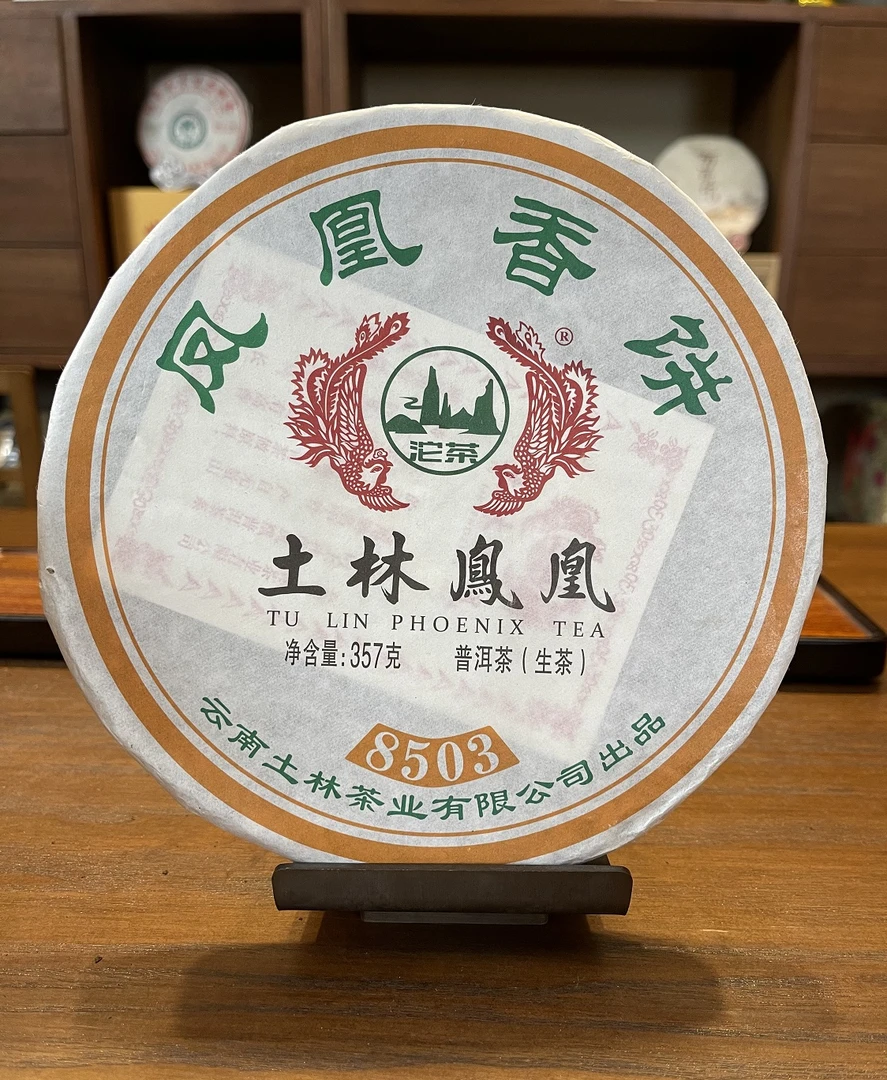 凤凰香饼
®
沱茶
土林鳳凰
TU LIN PHOENIX TEA
净含量:357克 普洱茶(生茶)
8503
云南土林茶业有限公司出品